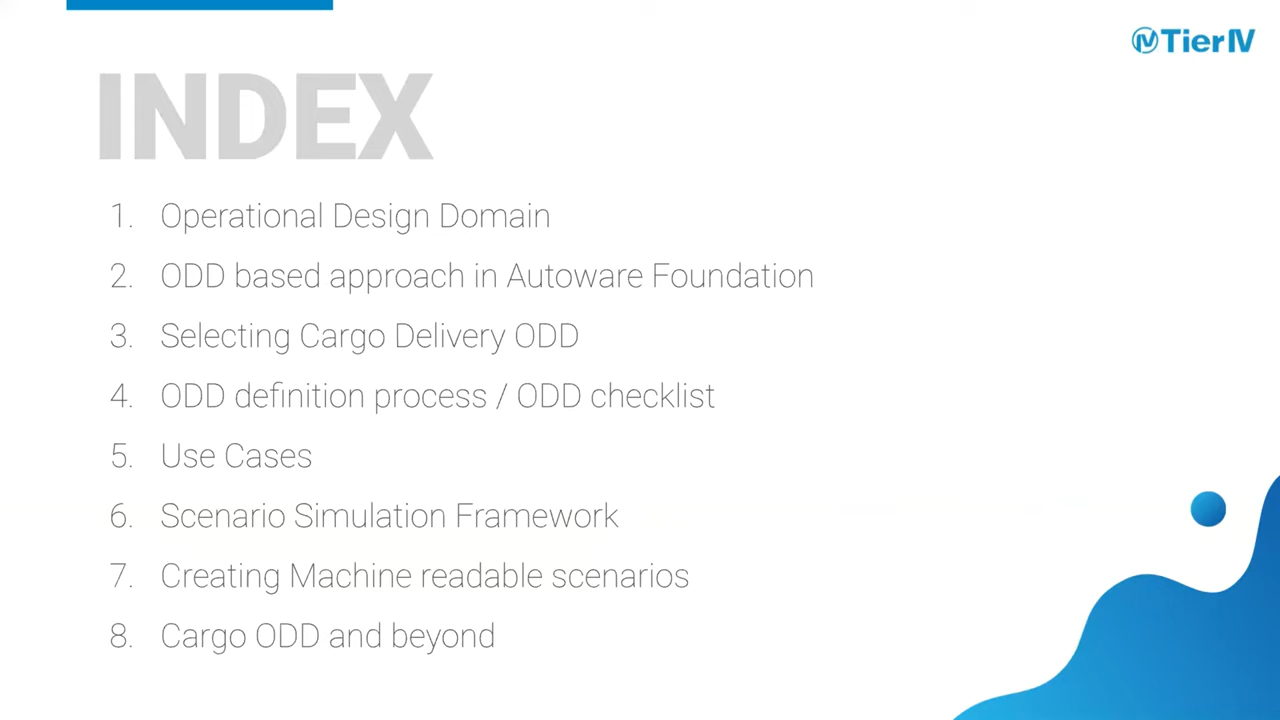 TierIV
INDEX
1. Operational Design Domain
2. ODD based approach in Autoware Foundation
3. Selecting Cargo Delivery ODD
4. ODD definition process / ODD checklist
5. Use Cases
6. Scenario Simulation Framework
7. Creating Machine readable scenarios
8. Cargo ODD and beyond